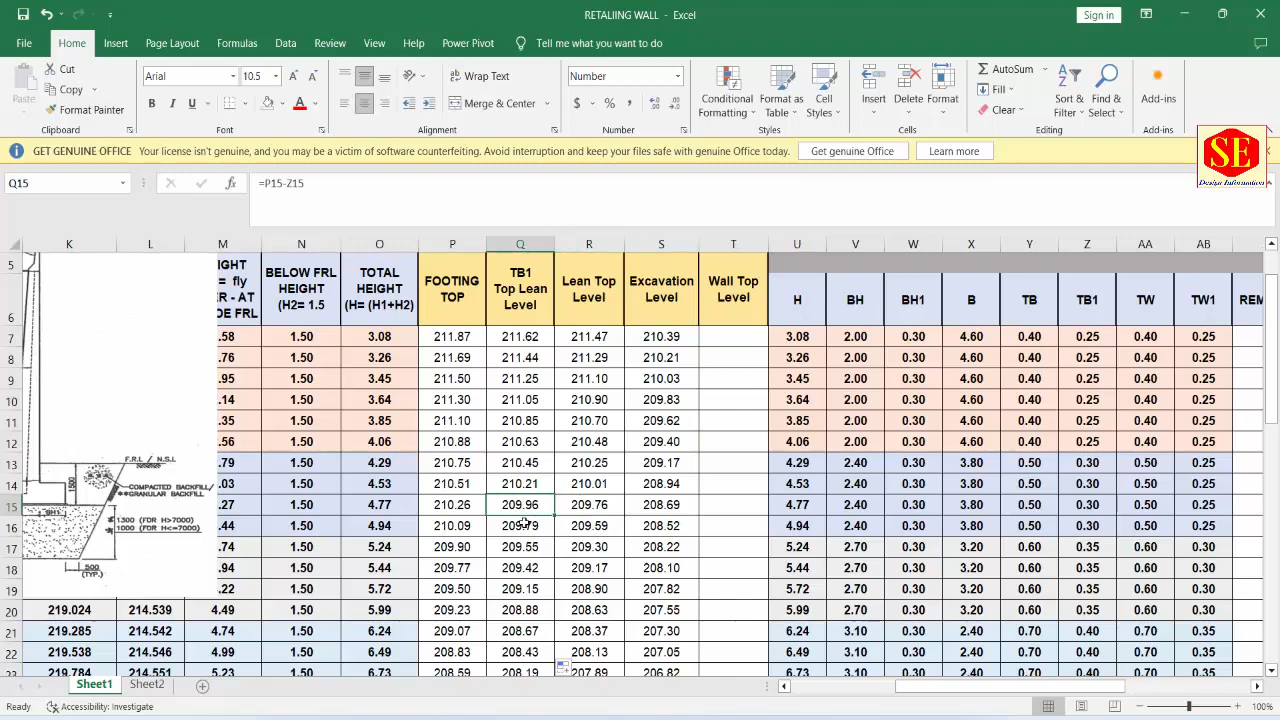 RETALIING WALL - Excel
Sign in
File Home Insert Page Layout Formulas Data Review View Help Power Pivot Tell me what you want to do
Paste Cut Copy Format Painter Clipboard
Arial 10.5 A A B I U A Font
Wrap Text Merge & Center Alignment
Number $ % , Number
Conditional Formatting Format as Table Cell Styles Styles
Insert Delete Format Cells
AutoSum Fill Clear Sort & Filter Find & Select Editing
Add-ins Add-ins
GET GENUINE OFFICE Your license isn't genuine, and you may be a victim of software counterfeiting. Avoid interruption and keep your files safe with genuine Office today. Get genuine Office Learn more
SE
Design Information
Q15 fx =P15-Z15
K L M N O P Q R S T U V W X Y Z AA AB
5 6
IGHT = fly R - AT DE FRL BELOW FRL HEIGHT (H2= 1.5 TOTAL HEIGHT (H= (H1+H2) FOOTING TOP TB1 Top Lean Level Lean Top Level Excavation Level Wall Top Level H BH BH1 B TB TB1 TW TW1 REM
7 .58 1.50 3.08 211.87 211.62 211.47 210.39 3.08 2.00 0.30 4.60 0.40 0.25 0.40 0.25
8 .76 1.50 3.26 211.69 211.44 211.29 210.21 3.26 2.00 0.30 4.60 0.40 0.25 0.40 0.25
9 .95 1.50 3.45 211.50 211.25 211.10 210.03 3.45 2.00 0.30 4.60 0.40 0.25 0.40 0.25
10 .14 1.50 3.64 211.30 211.05 210.90 209.83 3.64 2.00 0.30 4.60 0.40 0.25 0.40 0.25
11 .35 1.50 3.85 211.10 210.85 210.70 209.62 3.85 2.00 0.30 4.60 0.40 0.25 0.40 0.25
12 .56 1.50 4.06 210.88 210.63 210.48 209.40 4.06 2.00 0.30 4.60 0.40 0.25 0.40 0.25
13 .79 1.50 4.29 210.75 210.45 210.25 209.17 4.29 2.40 0.30 3.80 0.50 0.30 0.50 0.25
14 .03 1.50 4.53 210.51 210.21 210.01 208.94 4.53 2.40 0.30 3.80 0.50 0.30 0.50 0.25
15 .27 1.50 4.77 210.26 209.96 209.76 208.69 4.77 2.40 0.30 3.80 0.50 0.30 0.50 0.25
16 .44 1.50 4.94 210.09 209.79 209.59 208.52 4.94 2.40 0.30 3.80 0.50 0.30 0.50 0.25
17 .74 1.50 5.24 209.90 209.55 209.30 208.22 5.24 2.70 0.30 3.20 0.60 0.35 0.60 0.30
18 .94 1.50 5.44 209.77 209.42 209.17 208.10 5.44 2.70 0.30 3.20 0.60 0.35 0.60 0.30
19 .22 1.50 5.72 209.50 209.15 208.90 207.82 5.72 2.70 0.30 3.20 0.60 0.35 0.60 0.30
20 219.024 214.539 4.49 1.50 5.99 209.23 208.88 208.63 207.55 5.99 2.70 0.30 3.20 0.60 0.35 0.60 0.30
21 219.285 214.542 4.74 1.50 6.24 209.07 208.67 208.37 207.30 6.24 3.10 0.30 2.40 0.70 0.40 0.70 0.35
22 219.538 214.546 4.99 1.50 6.49 208.83 208.43 208.13 207.05 6.49 3.10 0.30 2.40 0.70 0.40 0.70 0.35
23 219.784 214.551 5.23 1.50 6.73 208.59 208.19 207.89 206.82 6.73 3.10 0.30 2.40 0.70 0.40 0.70 0.35
F.R.L / N.S.L
1500
COMPACTED BACKFILL/
**GRANULAR BACKFILL
BH1
1300 (FOR H>7000)
1000 (FOR H<=7000)
500
(TYP.)
Sheet1 Sheet2
Ready Accessibility: Investigate 100%